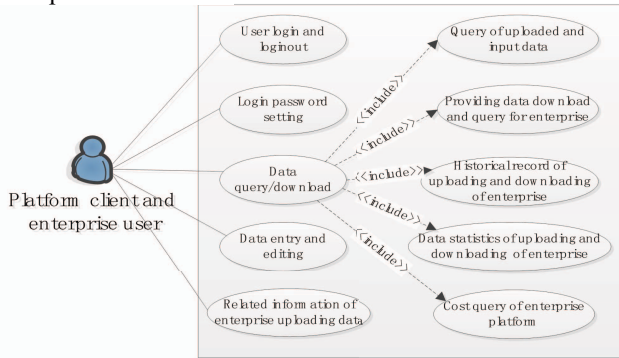 User login and
loginout
Login password
setting
Data
query/download
Data entry and
editing
Related information of
enterprise uploading data
Platform client and
enterprise user
<<include>>
<<include>>
<<include>>
<<include>>
<<include>>
Query of uploaded and
input data
Providing data download
and query for enterprise
Historical record of
uploading and downloading
of enterprise
Data statistics of uploading and
downloading of enterprise
Cost query of enterprise
platform